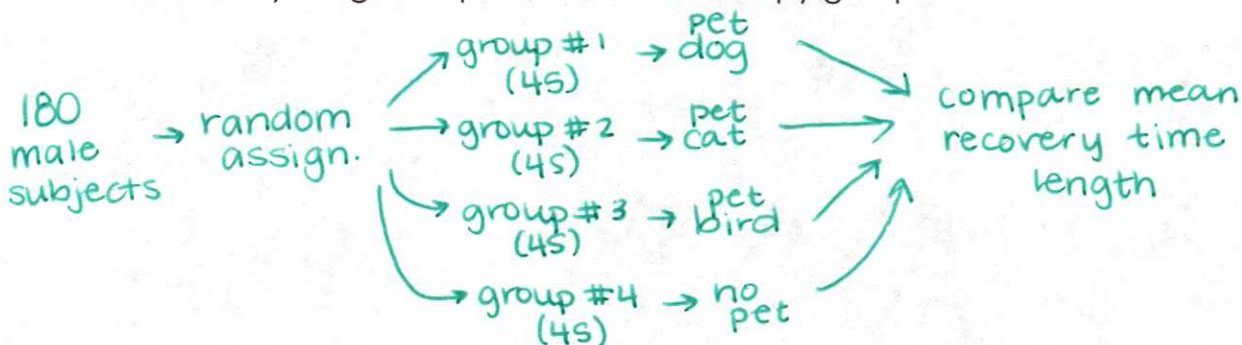 180
male
subjects
random
assign.
group #1
(45)
pet
dog
group #2
(45)
pet
cat
group #3
(45)
pet
bird
group #4
(45)
no
pet
compare mean
recovery time
length